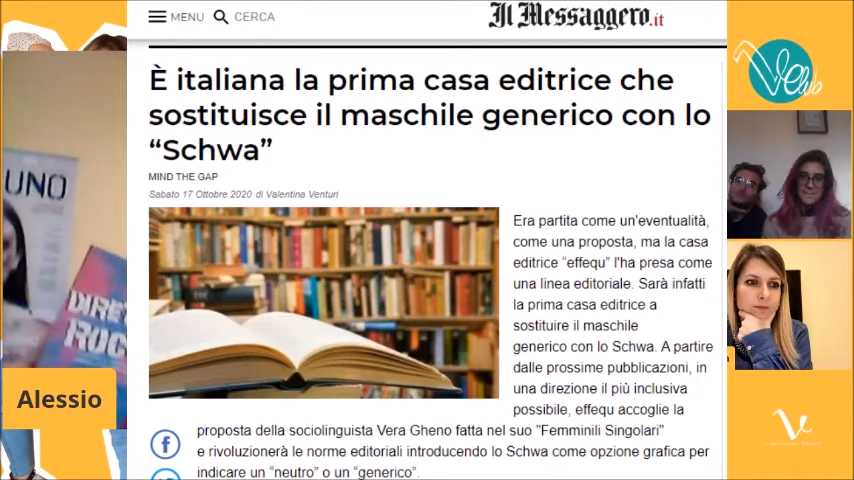 MENU
CERCA
Il Messaggero.it
È italiana la prima casa editrice che
sostituisce il maschile generico con lo
“Schwa”
MIND THE GAP
Sabato 17 Ottobre 2020 di Valentina Venturi
Era partita come un'eventualità,
come una proposta, ma la casa
editrice “effequ” l'ha presa come
una linea editoriale. Sarà infatti
la prima casa editrice a
sostituire il maschile
generico con lo Schwa. A partire
dalle prossime pubblicazioni, in
una direzione il più inclusiva
possibile, effequ accoglie la
proposta della sociolinguista Vera Gheno fatta nel suo "Femminili Singolari"
e rivoluzionerà le norme editoriali introducendo lo Schwa come opzione grafica per
indicare un “neutro” o un “generico”.
UNO
DIRE
ROC
Alessio